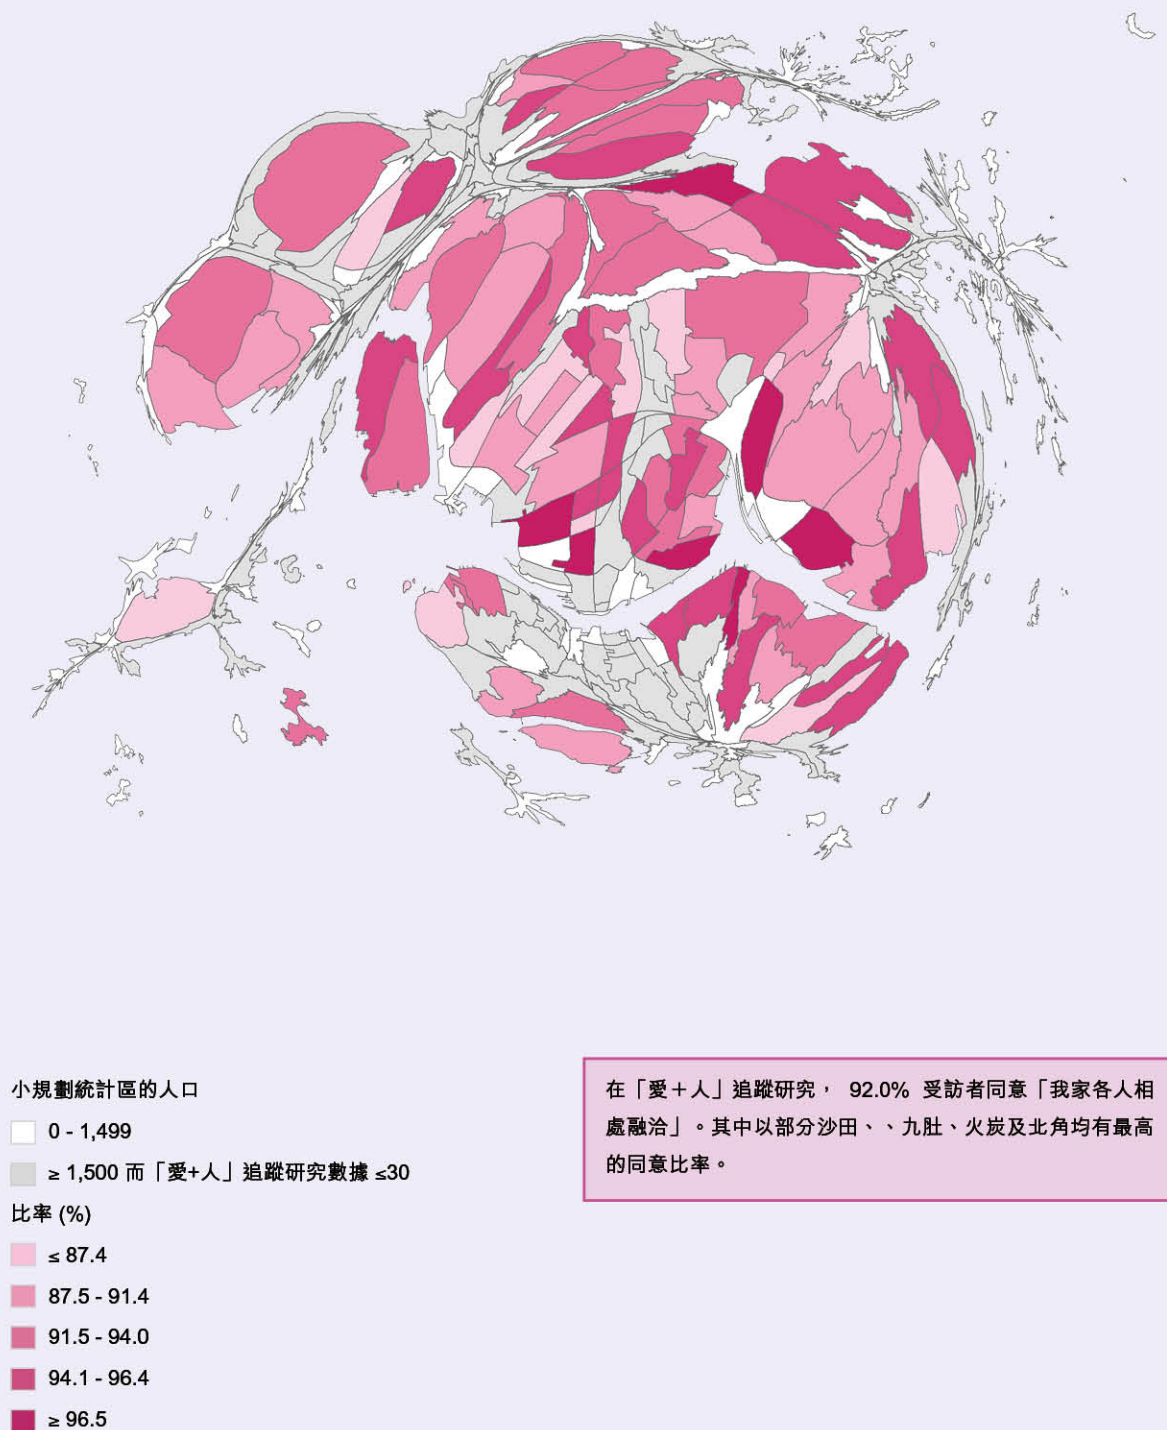 小規劃統計區的人口
0 - 1,499
≥ 1,500 而「愛+人」追蹤研究數據 ≤30
比率 (%)
≤ 87.4
87.5 - 91.4
91.5 - 94.0
94.1 - 96.4
≥ 96.5
在「愛＋人」追蹤研究， 92.0% 受訪者同意「我家各人相
處融洽」。其中以部分沙田、、九肚、火炭及北角均有最高
的同意比率。